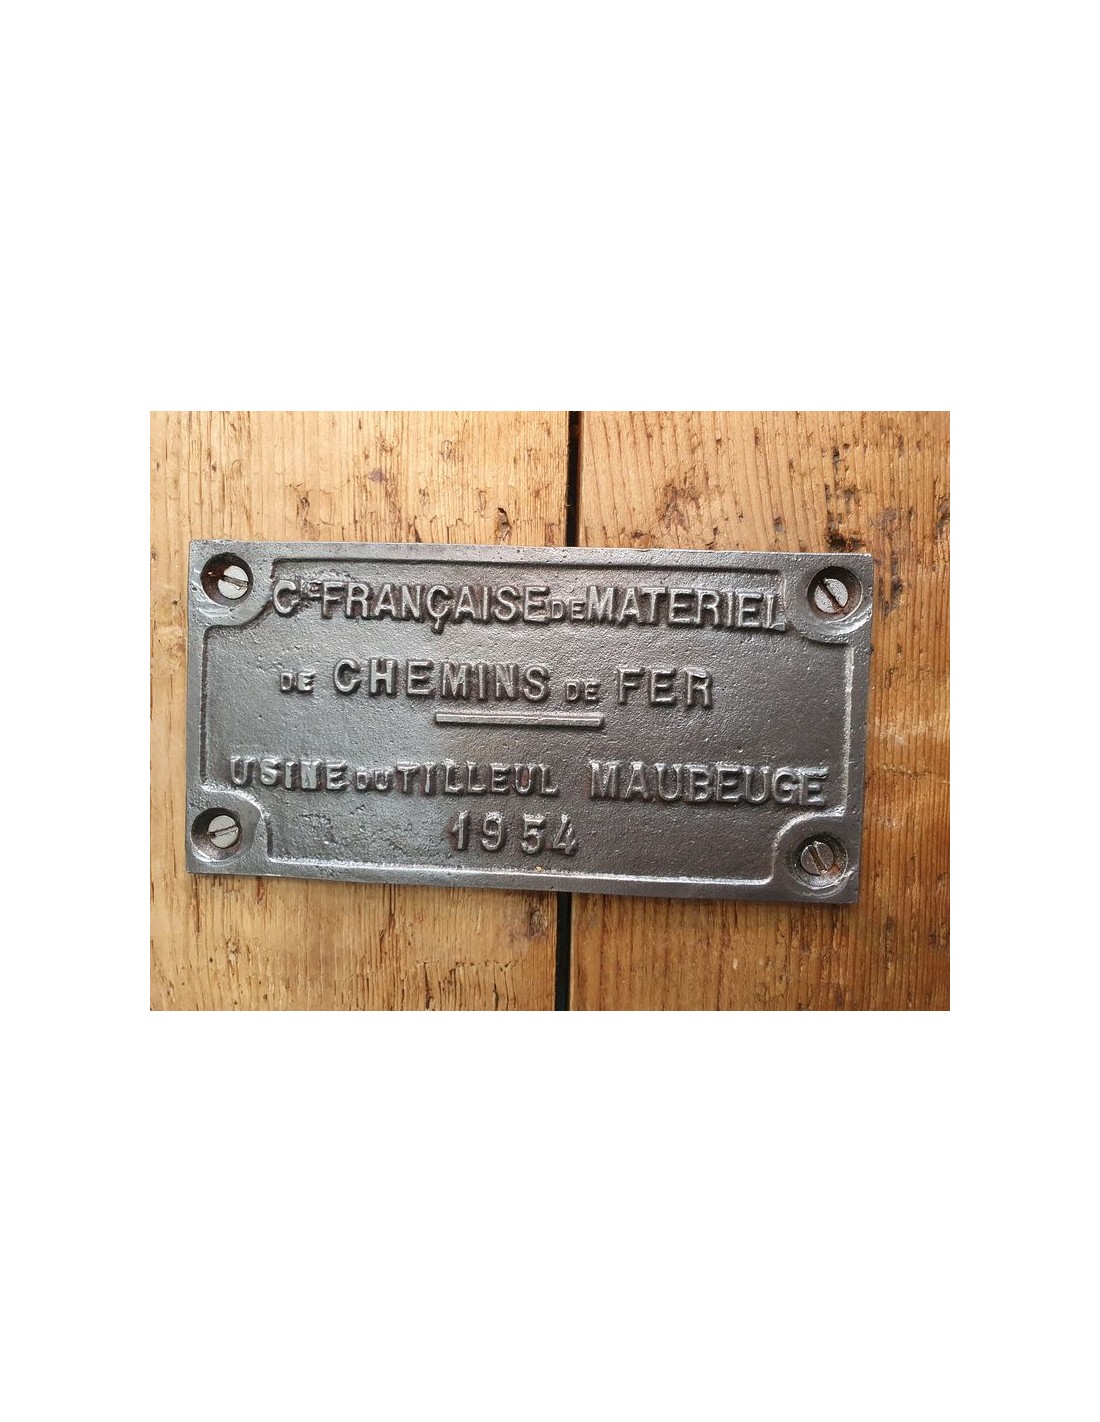 Cie FRANÇAISE DE MATERIEL
DE CHEMINS DE FER
USINE DU TILLEUL MAUBEUGE
1954